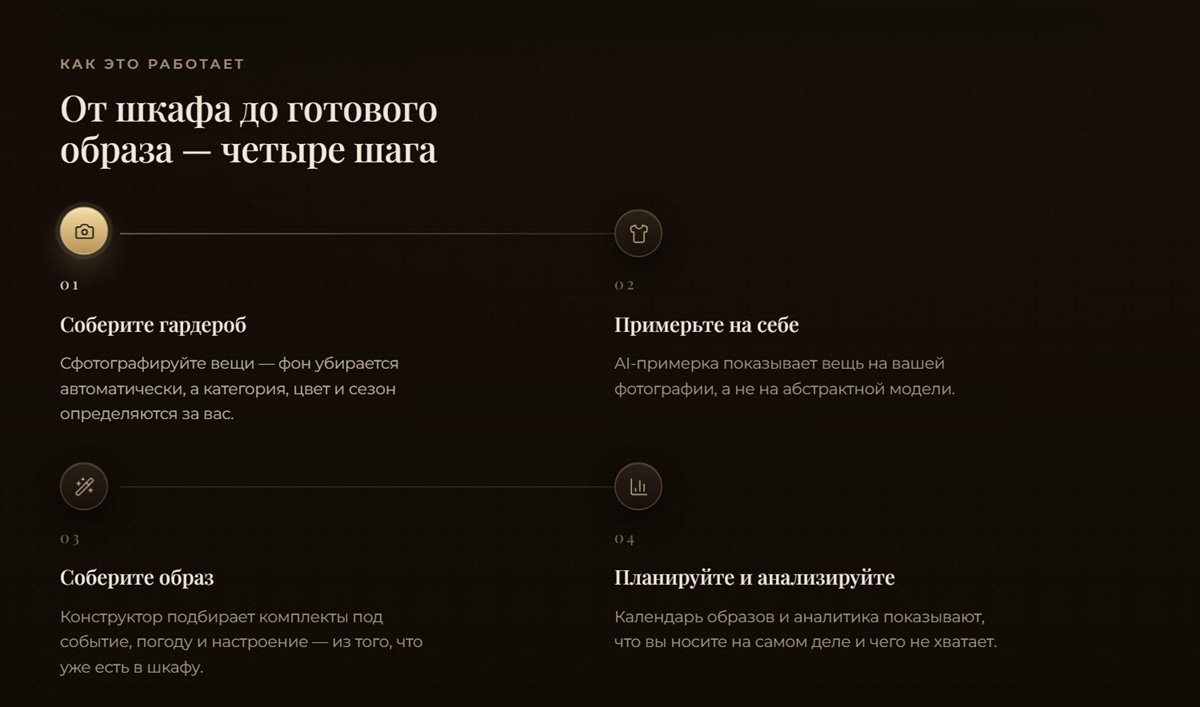 КАК ЭТО РАБОТАЕТ
От шкафа до готового
образа — четыре шага
01
Соберите гардероб
Сфотографируйте вещи — фон убирается
автоматически, а категория, цвет и сезон
определяются за вас.
02
Примерьте на себе
AI-примерка показывает вещь на вашей
фотографии, а не на абстрактной модели.
03
Соберите образ
Конструктор подбирает комплекты под
событие, погоду и настроение — из того, что
уже есть в шкафу.
04
Планируйте и анализируйте
Календарь образов и аналитика показывают,
что вы носите на самом деле и чего не хватает.